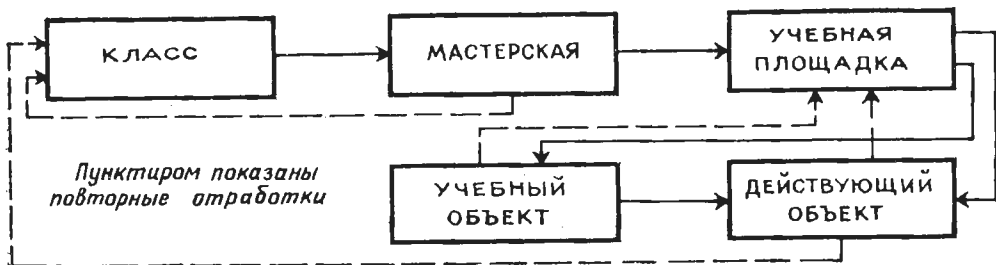 КЛАСС
МАСТЕРСКАЯ
УЧЕБНАЯ
ПЛОЩАДКА
Пунктиром показаны
повторные отработки
УЧЕБНЫЙ
ОБЪЕКТ
ДЕЙСТВУЮЩИЙ
ОБЪЕКТ